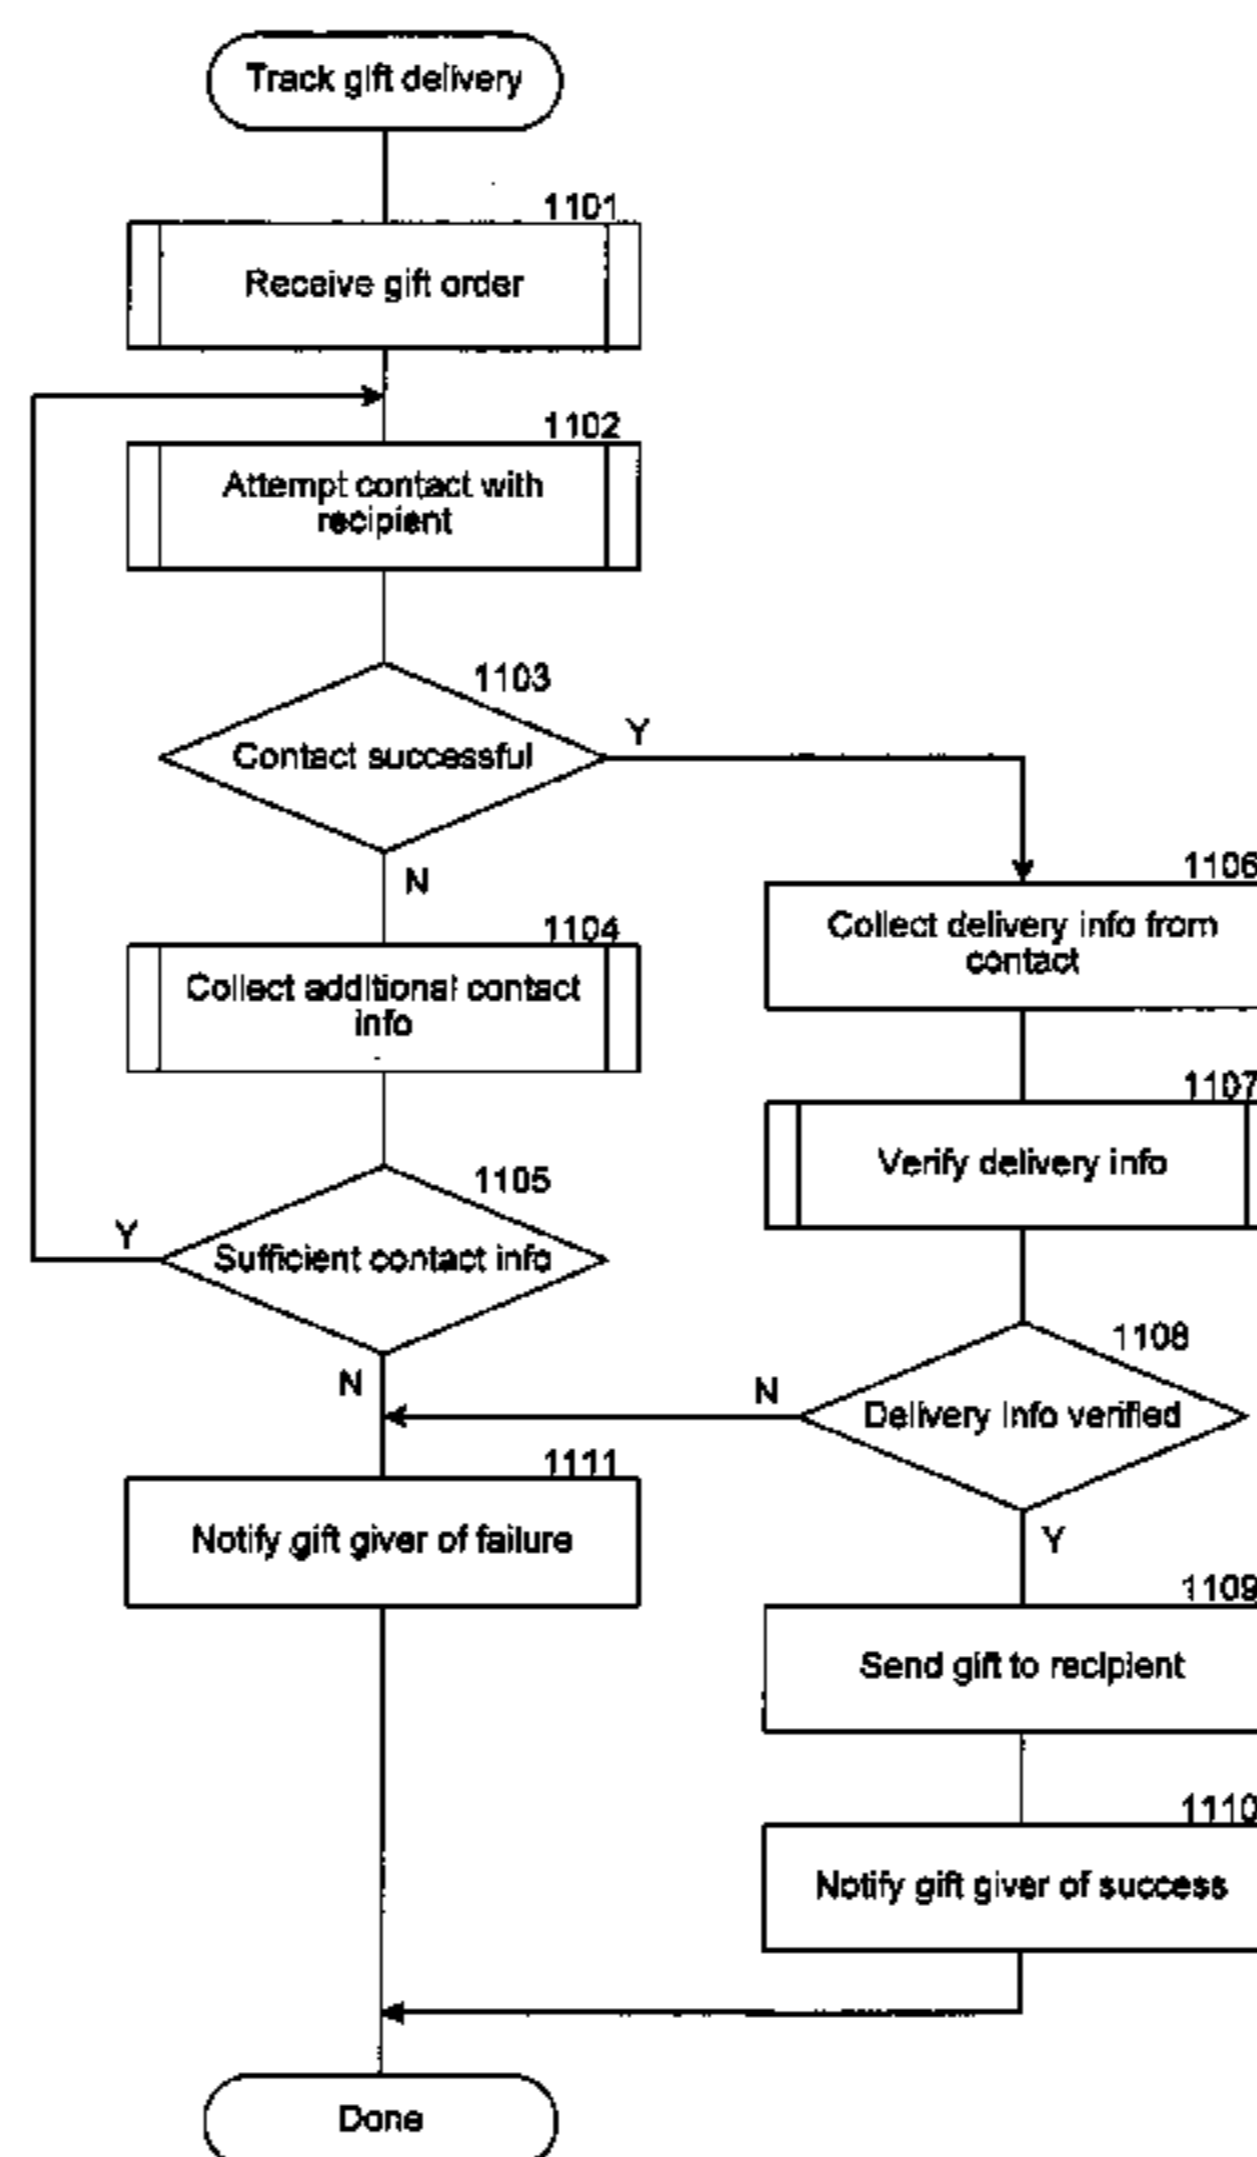 Track gift delivery
1101
Receive gift order
1102
Attempt contact with
recipient
1103
Contact successful
Y
N
1104
Collect additional contact
info
1105
Sufficient contact info
Y
N
1106
Collect delivery info from
contact
1107
Verify delivery info
1108
Delivery info verified
N
Y
1109
Send gift to recipient
1110
Notify gift giver of success
1111
Notify gift giver of failure
Done